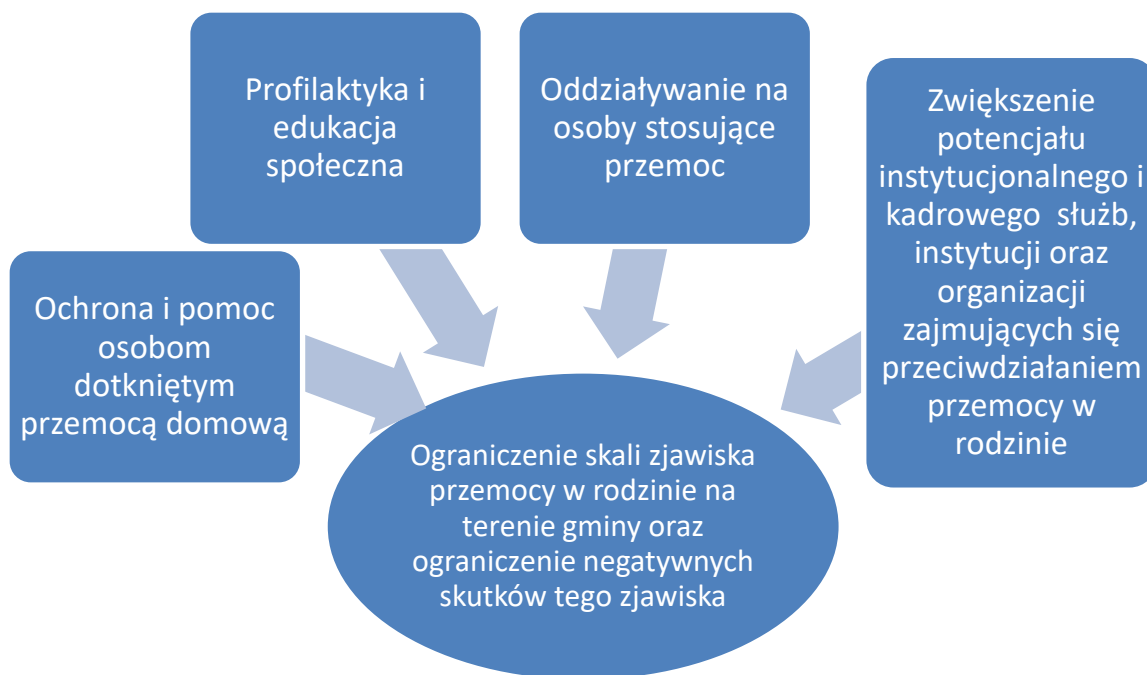 Profilaktyka i
edukacja
społeczna
Oddziaływanie na
osoby stosujące
przemoc
Zwiększenie
potencjału
instytucjonalnego i
kadrowego służb,
instytucji oraz
organizacji
zajmujących się
przeciwdziałaniem
przemocy w
rodzinie
Ochrona i pomoc
osobom
dotkniętym
przemocą domową
Ograniczenie skali zjawiska
przemocy w rodzinie na
terenie gminy oraz
ograniczenie negatywnych
skutków tego zjawiska